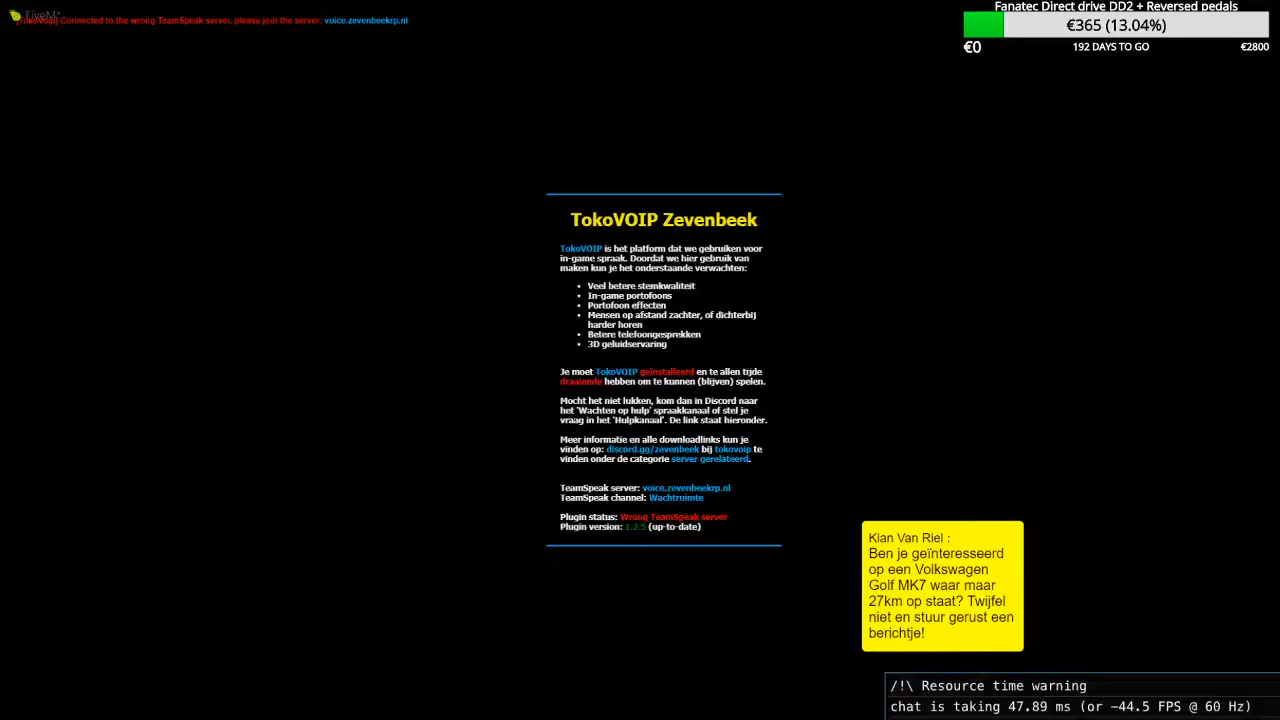 FiveM*
[TokoVoip] Connected to the wrong TeamSpeak server, please join the server: voice.zevenbeekrp.nl
Fanatec Direct drive DD2 + Reversed pedals
€365 (13.04%)
€0 192 DAYS TO GO €2800
TokoVOIP Zevenbeek
TokoVOIP is het platform dat we gebruiken voor
in-game spraak. Doordat we hier gebruik van
maken kun je het onderstaande verwachten:
• Veel betere stemkwaliteit
• In-game portofoons
• Portofoon effecten
• Mensen op afstand zachter, of dichterbij
harder horen
• Betere telefoongesprekken
• 3D geluidservaring
Je moet TokoVOIP geïnstalleerd en te allen tijde
draaiende hebben om te kunnen (blijven) spelen.
Mocht het niet lukken, kom dan in Discord naar
het 'Wachten op hulp' spraakkanaal of stel je
vraag in het 'Hulpkanaal'. De link staat hieronder.
Meer informatie en alle downloadlinks kun je
vinden op: discord.gg/zevenbeek bij tokovoip te
vinden onder de categorie server gerelateerd.
TeamSpeak server: voice.zevenbeekrp.nl
TeamSpeak channel: Wachtruimte
Plugin status: Wrong TeamSpeak server
Plugin version: 1.2.5 (up-to-date)
Kian Van Riel :
Ben je geïnteresseerd
op een Volkswagen
Golf MK7 waar maar
27km op staat? Twijfel
niet en stuur gerust een
berichtje!
/!\ Resource time warning
chat is taking 47.89 ms (or −44.5 FPS @ 60 Hz)